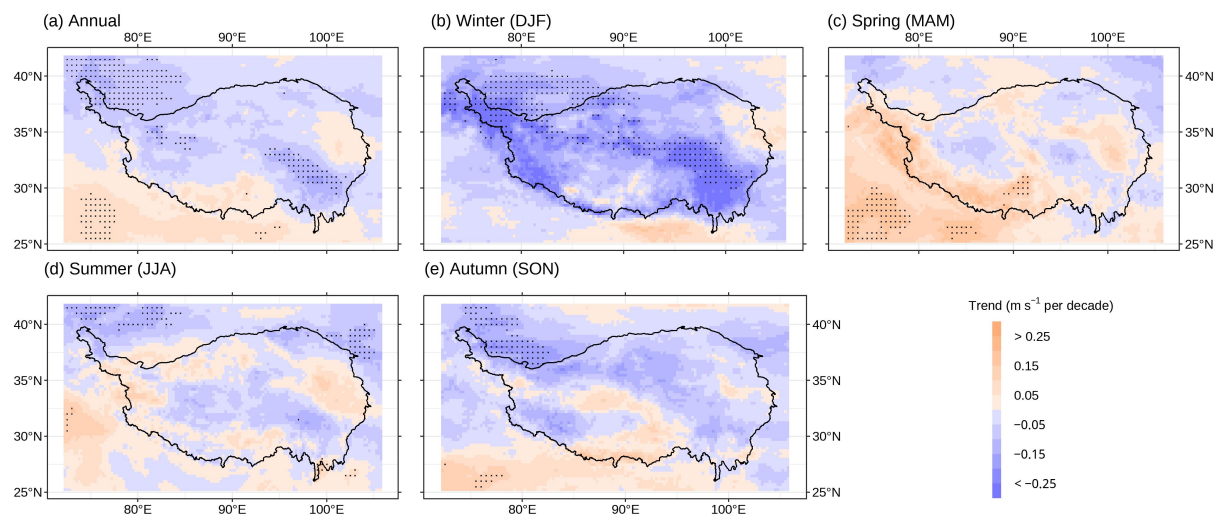 (a) Annual
(b) Winter (DJF)
(c) Spring (MAM)
80°E 90°E 100°E
80°E 90°E 100°E
80°E 90°E 100°E
40°N
35°N
30°N
25°N
40°N
35°N
30°N
25°N
(d) Summer (JJA)
(e) Autumn (SON)
40°N
35°N
30°N
25°N
40°N
35°N
30°N
25°N
80°E 90°E 100°E
80°E 90°E 100°E
Trend (m s⁻¹ per decade)
> 0.25
0.15
0.05
−0.05
−0.15
< −0.25